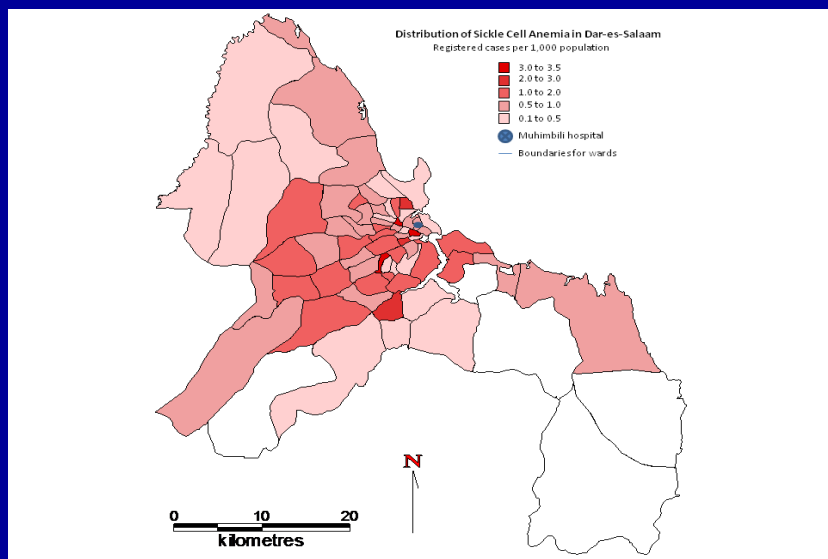 Distribution of Sickle Cell Anemia in Dar-es-Salaam
Registered cases per 1,000 population
3.0 to 3.5
2.0 to 3.0
1.0 to 2.0
0.5 to 1.0
0.1 to 0.5
Muhimbili hospital
Boundaries for wards
N
0 10 20
kilometres